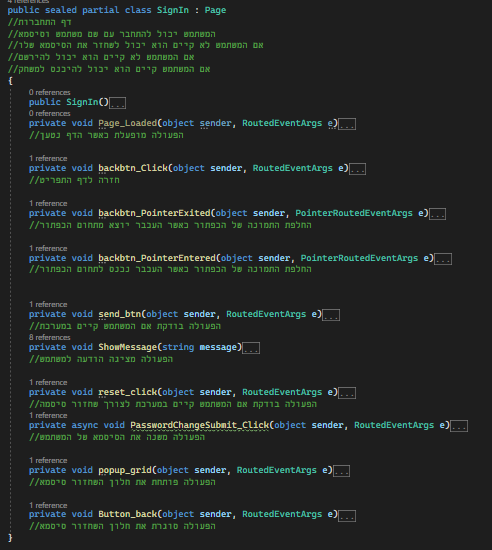 4 references
public sealed partial class SignIn : Page
//דף התחברות
//המשתמש יכול להתחבר עם שם משתמש וסיסמא
//אם המשתמש לא קיים הוא יכול לשחזר את הסיסמא שלו
//אם המשתמש לא קיים הוא יכול להירשם
//אם המשתמש קיים הוא יכול להיכנס למשחק
{
0 references
public SignIn()...
0 references
private void Page_Loaded(object sender, RoutedEventArgs e)...
//הפעולה מופעלת כאשר הדף נטען
1 reference
private void backbtn_Click(object sender, RoutedEventArgs e)...
//חזרה לדף התפריט
1 reference
private void backbtn_PointerExited(object sender, PointerRoutedEventArgs e)...
//החלפת התמונה של הכפתור כאשר העכבר יוצא מתחום הכפתור
1 reference
private void backbtn_PointerEntered(object sender, PointerRoutedEventArgs e)...
//החלפת התמונה של הכפתור כאשר העכבר נכנס לתחום הכפתור
1 reference
private void send_btn(object sender, RoutedEventArgs e)...
//הפעולה בודקת אם המשתמש קיים במערכת
8 references
private void ShowMessage(string message)...
//הפעולה מציגה הודעה למשתמש
1 reference
private void reset_click(object sender, RoutedEventArgs e)...
//הפעולה בודקת אם המשתמש קיים במערכת לצורך שחזור סיסמה
1 reference
private async void PasswordChangeSubmit_Click(object sender, RoutedEventArgs e)...
//הפעולה משנה את הסיסמא של המשתמש
1 reference
private void popup_grid(object sender, RoutedEventArgs e)...
//הפעולה פותחת את חלון השחזור סיסמא
1 reference
private void Button_back(object sender, RoutedEventArgs e)...
//הפעולה סוגרת את חלון השחזור סיסמא
}